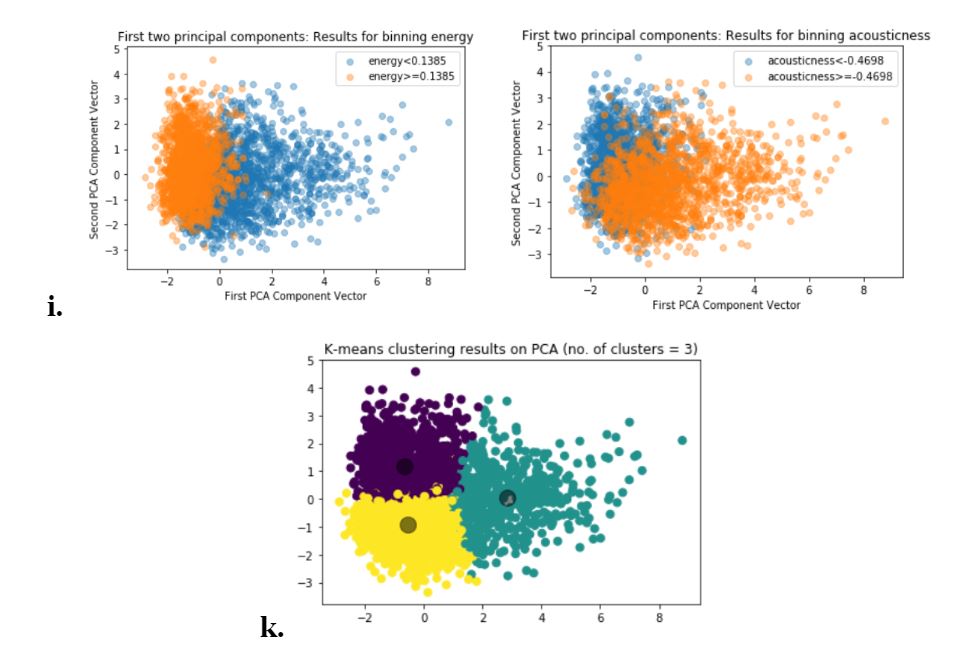 First two principal components: Results for binning energy
energy<0.1385
energy>=0.1385
5
4
3
2
1
0
−1
−2
−3
Second PCA Component Vector
−2 0 2 4 6 8
First PCA Component Vector
First two principal components: Results for binning acousticness
acousticness<-0.4698
acousticness>=-0.4698
5
4
3
2
1
0
−1
−2
−3
Second PCA Component Vector
−2 0 2 4 6 8
First PCA Component Vector
i.
K-means clustering results on PCA (no. of clusters = 3)
5
4
3
2
1
0
−1
−2
−3
−2 0 2 4 6 8
k.